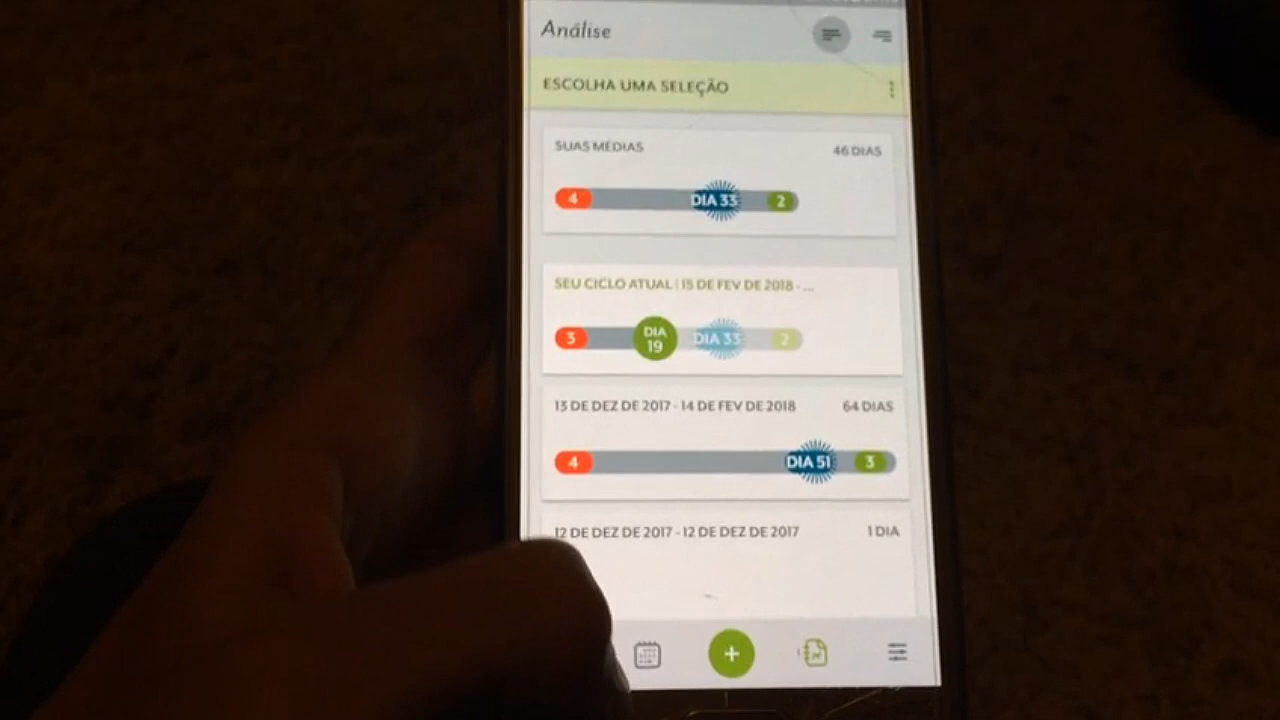 Análise
ESCOLHA UMA SELEÇÃO
SUAS MÉDIAS 46 DIAS
4 DIA 33 2
SEU CICLO ATUAL | 15 DE FEV DE 2018 - ...
3 DIA 19 DIA 33 2
13 DE DEZ DE 2017 - 14 DE FEV DE 2018 64 DIAS
4 DIA 51 3
12 DE DEZ DE 2017 - 12 DE DEZ DE 2017 1 DIA